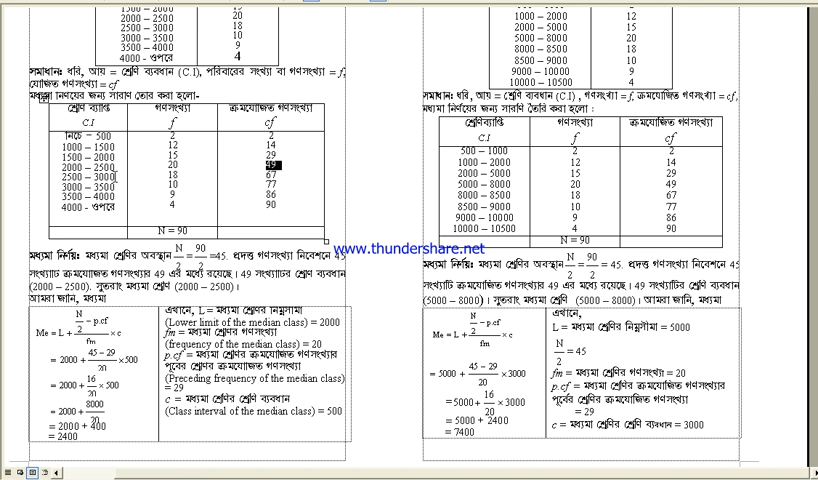 1500 – 2000 15
2000 – 2500 20
2500 – 3000 18
3000 – 3500 10
3500 – 4000 9
4000 - ওপরে 4
সমাধান: ধরি, আয় = শ্রেণি ব্যবধান (C.I), পরিবারের সংখ্যা বা গণসংখ্যা = f,
যোজিত গণসংখ্যা = cf
মধ্যমা নির্ণয়ের জন্য সারণি তৈরি করা হলো-
শ্রেণি ব্যাপ্তি গণসংখ্যা ক্রমযোজিত গণসংখ্যা
C.I f cf
নিচে – 500 2 2
1000 – 1500 12 14
1500 – 2000 15 29
2000 – 2500 20 49
2500 – 3000 18 67
3000 – 3500 10 77
3500 – 4000 9 86
4000 - ওপরে 4 90
N = 90
মধ্যমা নির্ণয়: মধ্যমা শ্রেণির অবস্থান N/2 = 90/2 =45. প্রদত্ত গণসংখ্যা নিবেশনে 45
সংখ্যাটি ক্রমযোজিত গণসংখ্যার 49 এর মধ্যে রয়েছে। 49 সংখ্যাটির শ্রেণি ব্যবধান
(2000 – 2500). সুতরাং মধ্যমা শ্রেণি (2000 – 2500)।
আমরা জানি, মধ্যমা
Me = L + (N/2 – p.cf)/fm × c
= 2000 + (45 – 29)/20 ×500
= 2000 + 16/20 × 500
= 2000 + 8000/20
= 2000 + 400
= 2400
এখানে, L = মধ্যমা শ্রেণির নিম্নসীমা
(Lower limit of the median class) = 2000
fm = মধ্যমা শ্রেণির গণসংখ্যা
(frequency of the median class) = 20
p.cf = মধ্যমা শ্রেণির ক্রমযোজিত গণসংখ্যার
পূর্বের শ্রেণির ক্রমযোজিত গণসংখ্যা
(Preceding frequency of the median class)
= 29
c = মধ্যমা শ্রেণির শ্রেণি ব্যবধান
(Class interval of the median class) = 500
1000 – 2000 12
2000 – 5000 15
5000 – 8000 20
8000 – 8500 18
8500 – 9000 10
9000 – 10000 9
10000 – 10500 4
সমাধান: ধরি, আয় = শ্রেণি ব্যবধান (C.I) , গণসংখ্যা = f, ক্রমযোজিত গণসংখ্যা = cf,
মধ্যমা নির্ণয়ের জন্য সারণি তৈরি করা হলো :
শ্রেণিব্যাপ্তি গণসংখ্যা ক্রমযোজিত গণসংখ্যা
C.I f cf
500 – 1000 2 2
1000 – 2000 12 14
2000 – 5000 15 29
5000 – 8000 20 49
8000 – 8500 18 67
8500 – 9000 10 77
9000 – 10000 9 86
10000 – 10500 4 90
N = 90
মধ্যমা নির্ণয়: মধ্যমা শ্রেণির অবস্থান N/2 = 90/2 = 45. প্রদত্ত গণসংখ্যা নিবেশনে 45
সংখ্যাটি ক্রমযোজিত গণসংখ্যার 49 এর মধ্যে রয়েছে। 49 সংখ্যাটির শ্রেণি ব্যবধান
(5000 – 8000)। সুতরাং মধ্যমা শ্রেণি (5000 – 8000)। আমরা জানি, মধ্যমা
Me = L + (N/2 – p.cf)/fm × c
= 5000 + (45 – 29)/20 ×3000
=5000+ 16/20 × 3000
= 5000 + 2400
= 7400
এখানে,
L = মধ্যমা শ্রেণির নিম্নসীমা = 5000
N/2 = 45
fm = মধ্যমা শ্রেণির গণসংখ্যা = 20
p.cf = মধ্যমা শ্রেণির ক্রমযোজিত গণসংখ্যার
পূর্বের শ্রেণির ক্রমযোজিত গণসংখ্যা
= 29
c = মধ্যমা শ্রেণির শ্রেণি ব্যবধান = 3000
www.thundershare.net